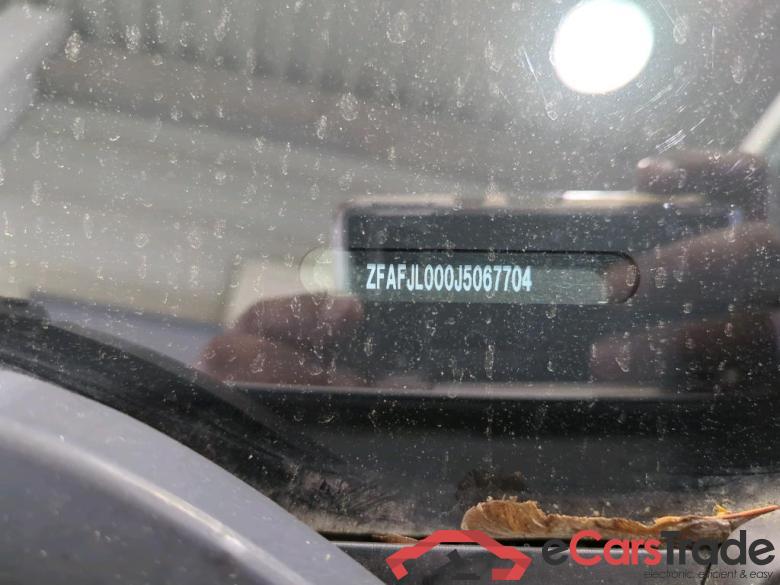 ZFAFJL000J5067704
eCarsTrade
electronic, efficient & easy